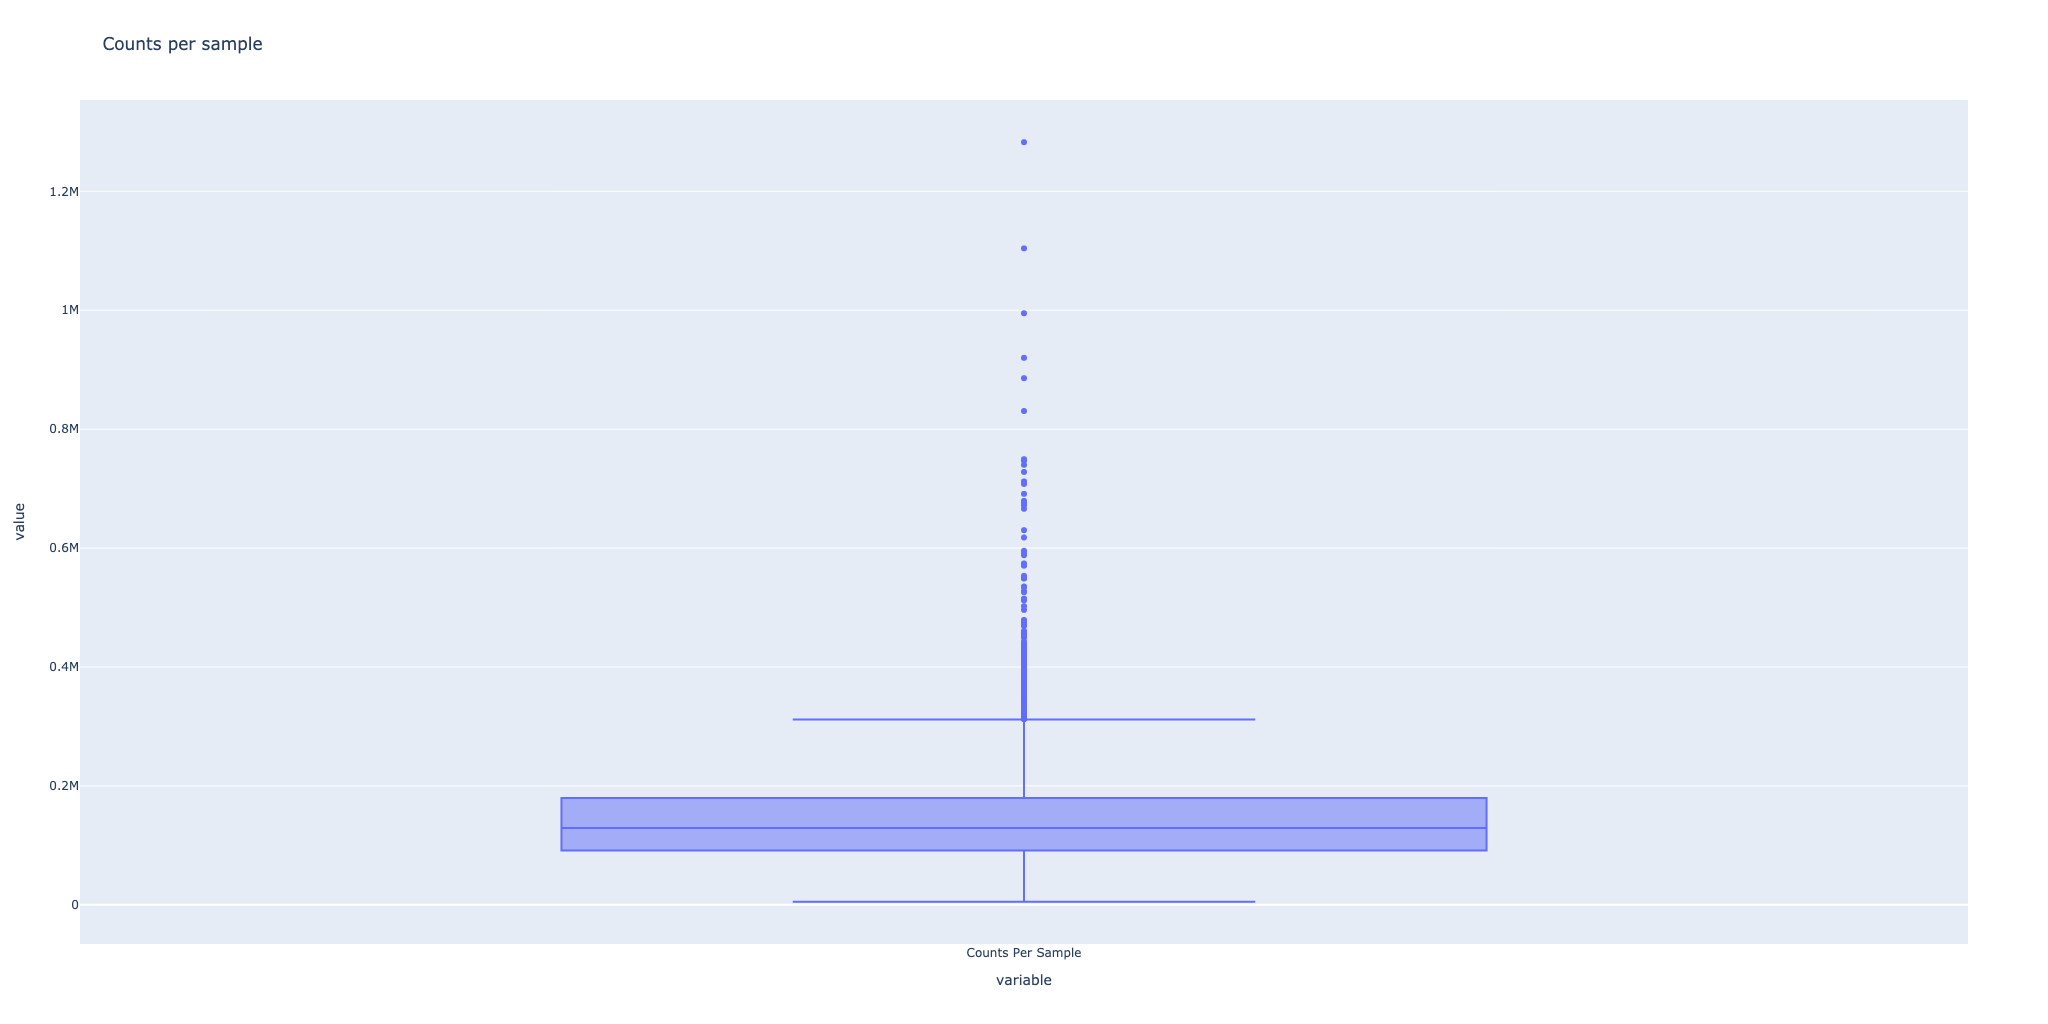 Counts per sample
1.2M
1M
0.8M
0.6M
0.4M
0.2M
0
value
Counts Per Sample
variable